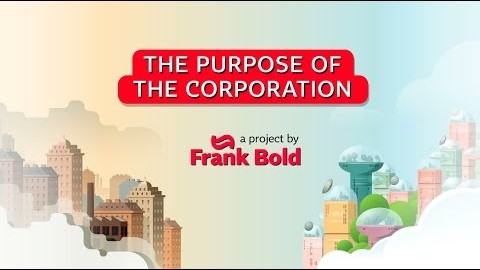 THE PURPOSE OF
THE CORPORATION
a project by
Frank Bold